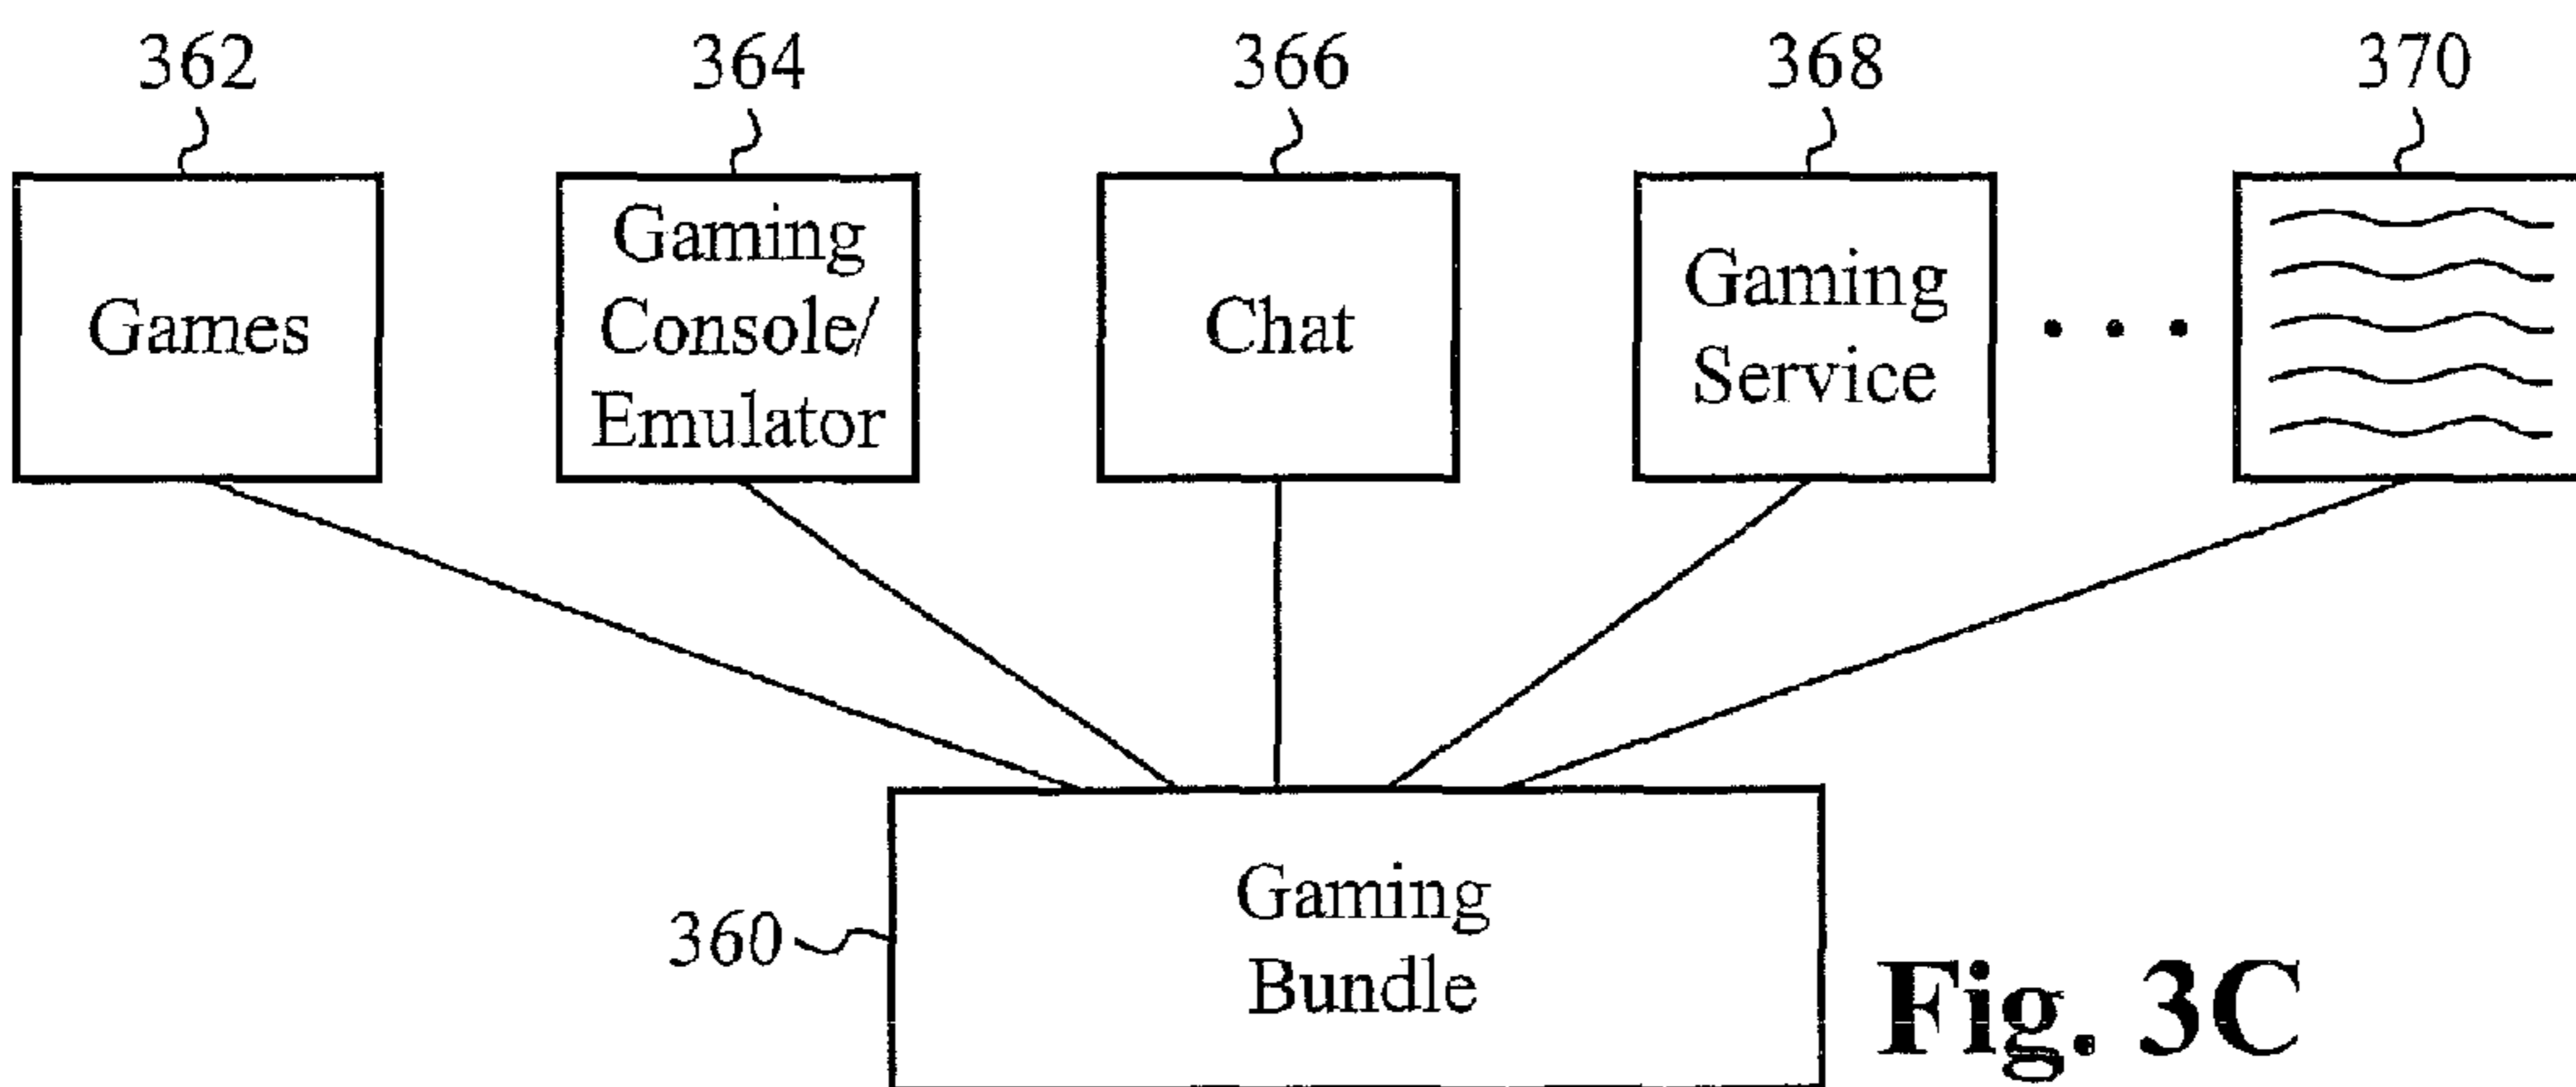 362
364
366
368
370
Games
Gaming
Console/
Emulator
Chat
Gaming
Service
. . .
360
Gaming
Bundle
Fig. 3C